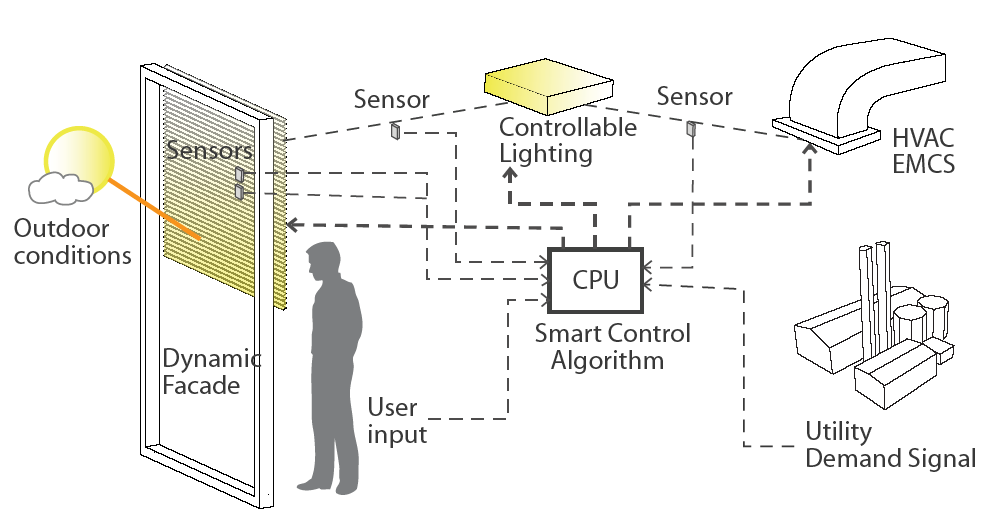 Sensor
Sensor
Controllable
Lighting
HVAC
EMCS
Sensors
Outdoor
conditions
CPU
Smart Control
Algorithm
Dynamic
Facade
User
input
Utility
Demand Signal